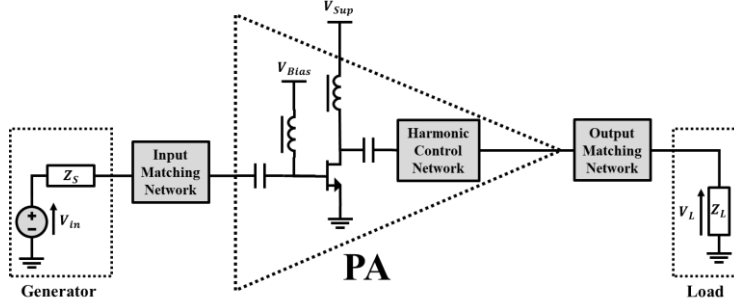 V_Sup
V_Bias
Input
Matching
Network
Harmonic
Control
Network
Output
Matching
Network
Z_S
+
−
V_in
V_L
Z_L
PA
Generator
Load